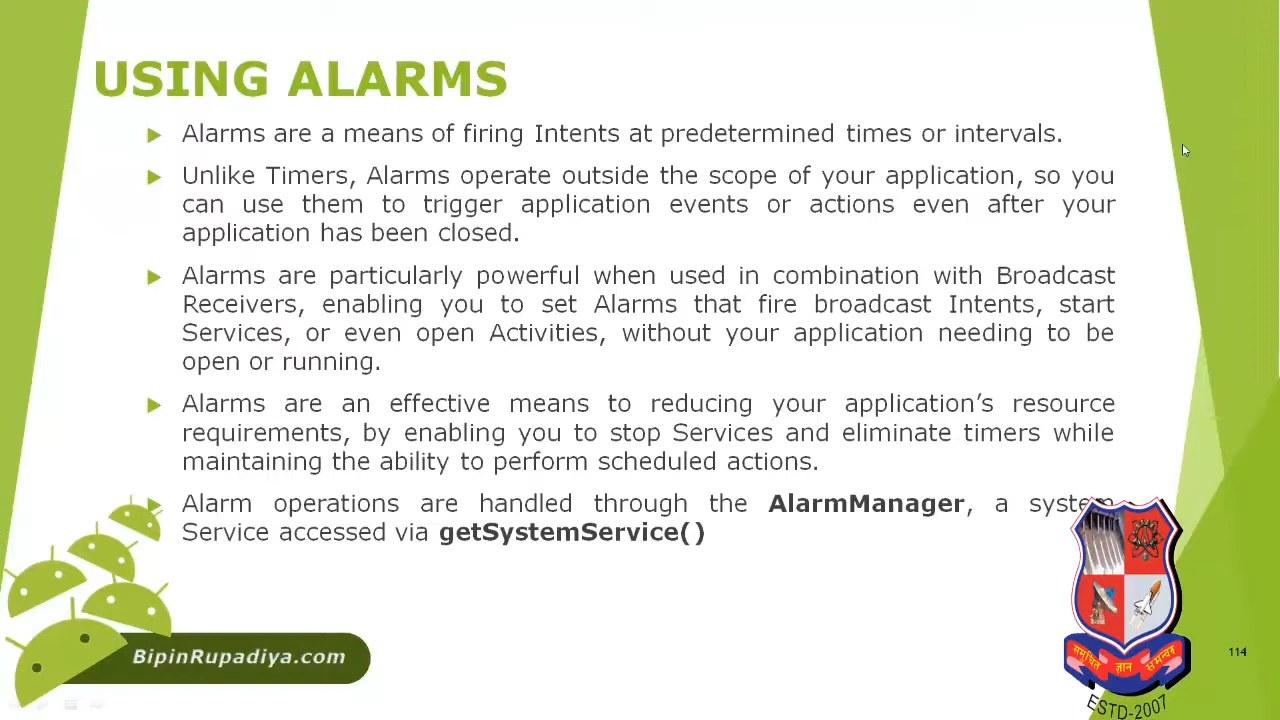 USING ALARMS
Alarms are a means of firing Intents at predetermined times or intervals.
Unlike Timers, Alarms operate outside the scope of your application, so you
can use them to trigger application events or actions even after your
application has been closed.
Alarms are particularly powerful when used in combination with Broadcast
Receivers, enabling you to set Alarms that fire broadcast Intents, start
Services, or even open Activities, without your application needing to be
open or running.
Alarms are an effective means to reducing your application’s resource
requirements, by enabling you to stop Services and eliminate timers while
maintaining the ability to perform scheduled actions.
Alarm operations are handled through the AlarmManager, a system
Service accessed via getSystemService()
BipinRupadiya.com
समुचित ज्ञान समन्वय
ESTD-2007
114